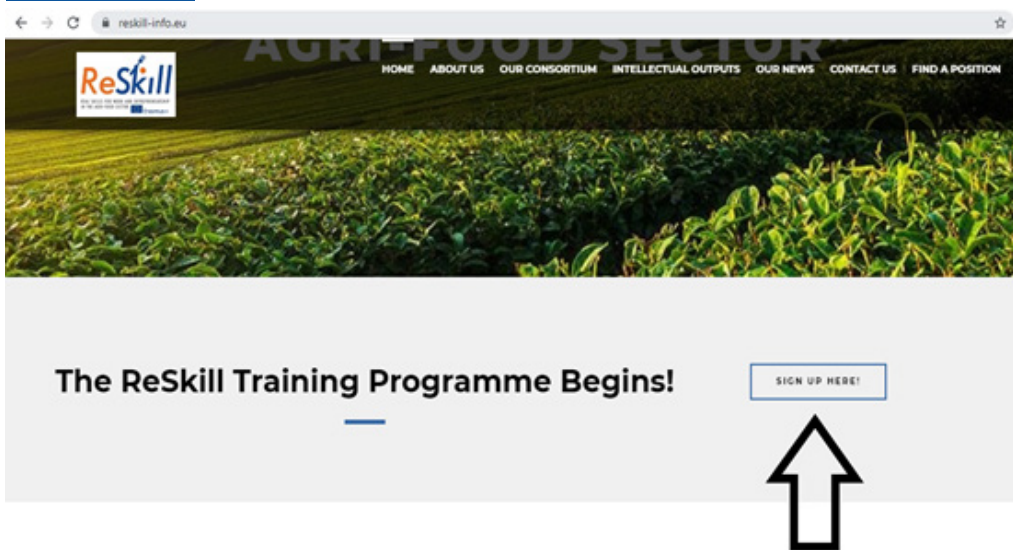 reskill-info.eu
AGRI-FOOD SECTOR"
ReSkill
HOME ABOUT US OUR CONSORTIUM INTELLECTUAL OUTPUTS OUR NEWS CONTACT US FIND A POSITION
The ReSkill Training Programme Begins!
SIGN UP HERE!